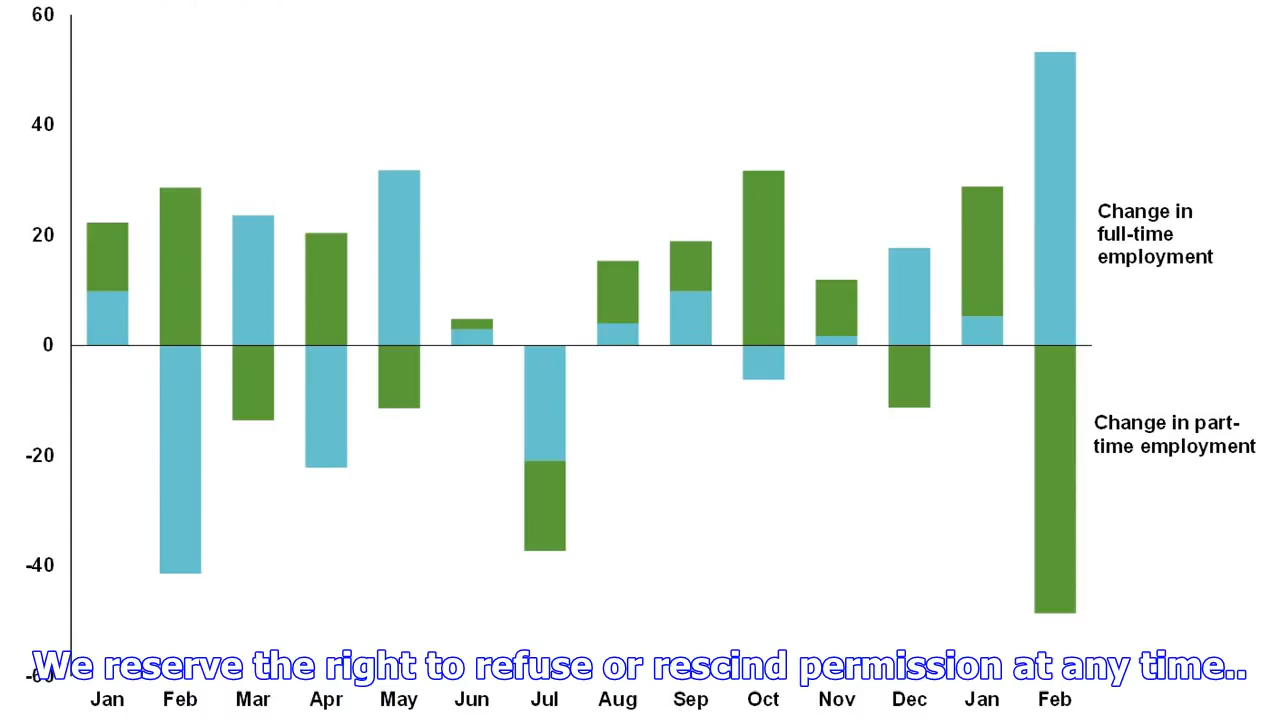 60
40
20
0
-20
-40
Change in
full-time
employment
Change in part-
time employment
We reserve the right to refuse or rescind permission at any time..
Jan Feb Mar Apr May Jun Jul Aug Sep Oct Nov Dec Jan Feb